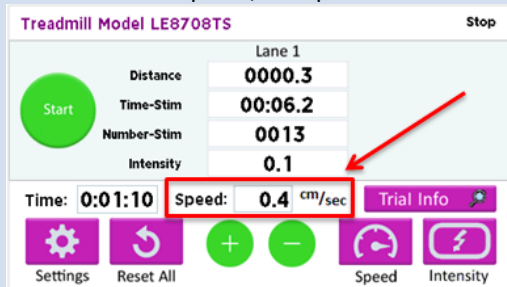 Treadmill Model LE8708TS Stop
Lane 1
Distance 0000.3
Start Time-Stim 00:06.2
Number-Stim 0013
Intensity 0.1
Time: 0:01:10 Speed: 0.4 cm/sec Trial Info
+ −
Settings Reset All Speed Intensity